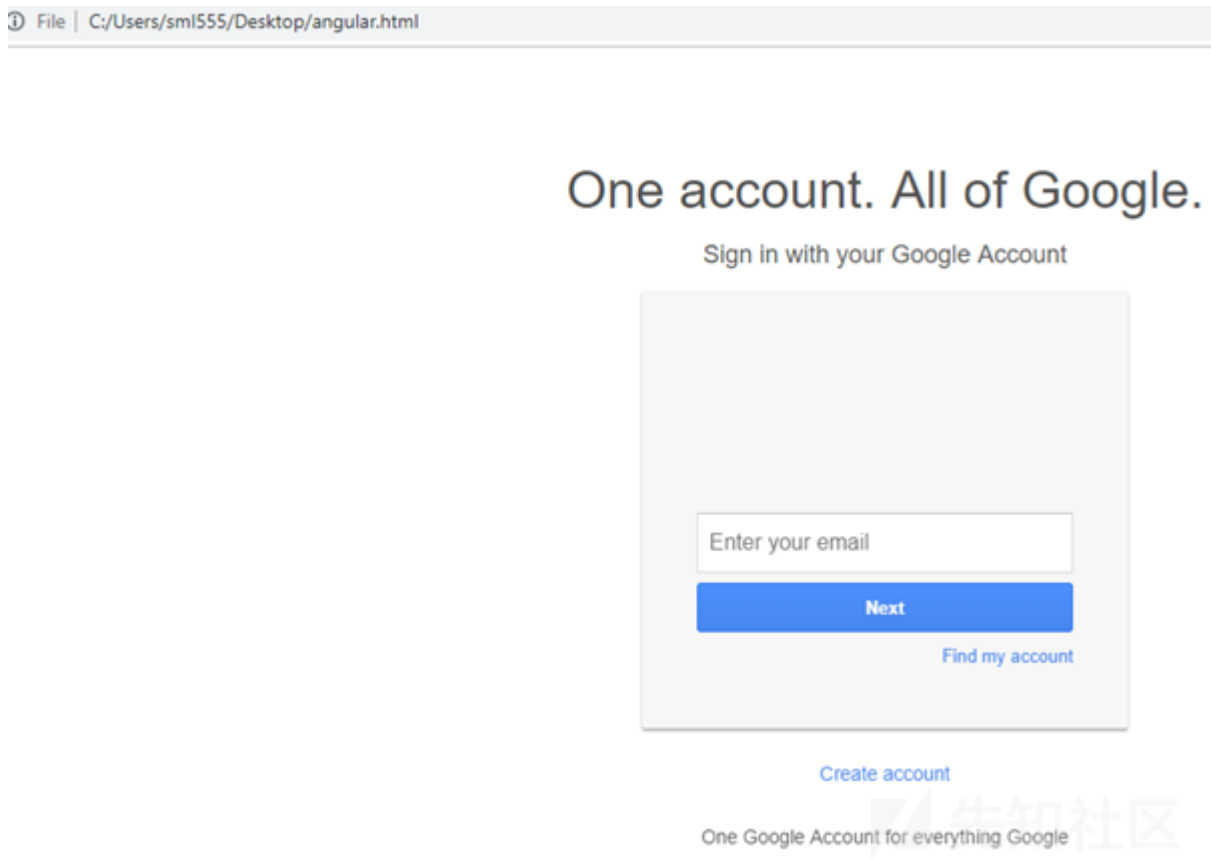 File | C:/Users/sml555/Desktop/angular.html
One account. All of Google.
Sign in with your Google Account
Enter your email
Next
Find my account
Create account
One Google Account for everything Google
先知社区